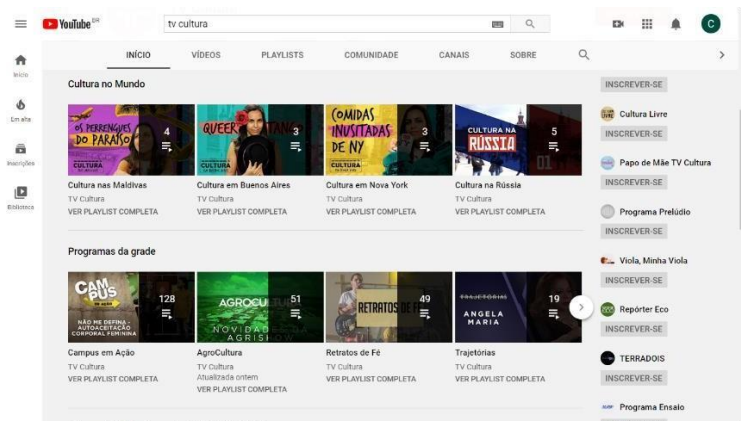 YouTube BR
tv cultura
C
INÍCIO VÍDEOS PLAYLISTS COMUNIDADE CANAIS SOBRE
Início
Em alta
Inscrições
Biblioteca
Cultura no Mundo
OS PERRENGUES
DO PARAÍSO
4
CULTURA
Cultura nas Maldivas
TV Cultura
VER PLAYLIST COMPLETA
QUEER TANGO
3
CULTURA
Cultura em Buenos Aires
TV Cultura
VER PLAYLIST COMPLETA
COMIDAS
INUSITADAS
DE NY
3
CULTURA
Cultura em Nova York
TV Cultura
VER PLAYLIST COMPLETA
CULTURA NA
RÚSSIA
5
01
Cultura na Rússia
TV Cultura
VER PLAYLIST COMPLETA
Programas da grade
CAMPUS
EM AÇÃO
NÃO ME DEFINA -
AUTOACEITAÇÃO
CORPORAL FEMININA
128
Campus em Ação
TV Cultura
VER PLAYLIST COMPLETA
AGROCU
51
NOVIDADES DA
AGRISHOW
AgroCultura
TV Cultura
Atualizada ontem
VER PLAYLIST COMPLETA
RETRATOS DE FÉ
49
Retratos de Fé
TV Cultura
VER PLAYLIST COMPLETA
TRAJETÓRIAS
ANGELA
MARIA
19
Trajetórias
TV Cultura
VER PLAYLIST COMPLETA
INSCREVER-SE
Cultura Livre
INSCREVER-SE
Papo de Mãe TV Cultura
INSCREVER-SE
Programa Prelúdio
INSCREVER-SE
Viola, Minha Viola
INSCREVER-SE
Repórter Eco
INSCREVER-SE
TERRADOIS
INSCREVER-SE
Programa Ensaio